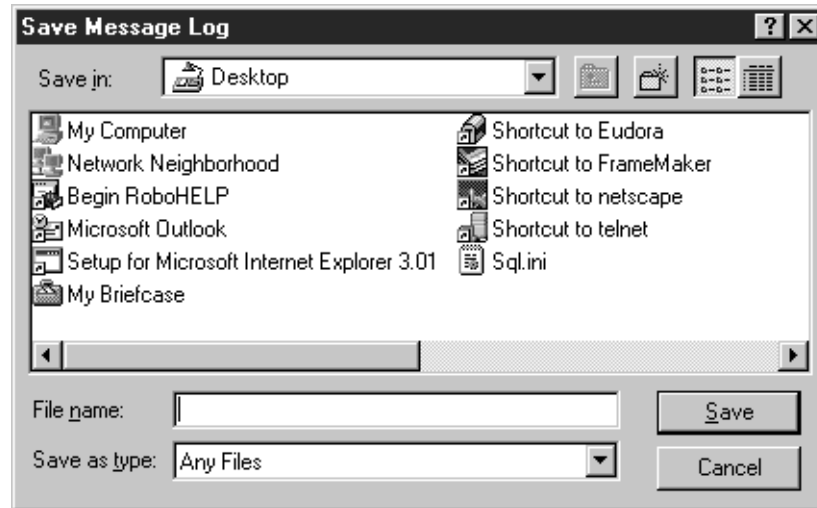 Save Message Log
Save in: Desktop
My Computer
Network Neighborhood
Begin RoboHELP
Microsoft Outlook
Setup for Microsoft Internet Explorer 3.01
My Briefcase
Shortcut to Eudora
Shortcut to FrameMaker
Shortcut to netscape
Shortcut to telnet
Sql.ini
File name:
Save
Save as type: Any Files
Cancel